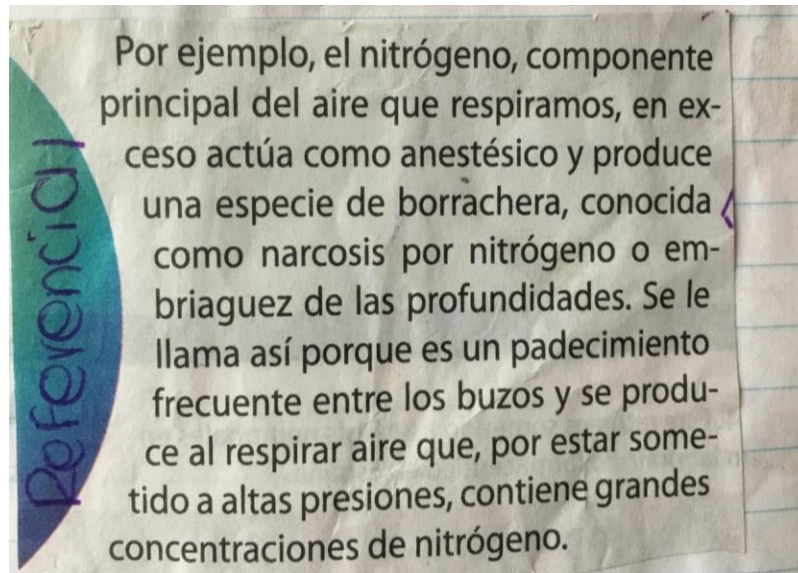 Referencial
Por ejemplo, el nitrógeno, componente
principal del aire que respiramos, en ex-
ceso actúa como anestésico y produce
una especie de borrachera, conocida
como narcosis por nitrógeno o em-
briaguez de las profundidades. Se le
llama así porque es un padecimiento
frecuente entre los buzos y se produ-
ce al respirar aire que, por estar some-
tido a altas presiones, contiene grandes
concentraciones de nitrógeno.